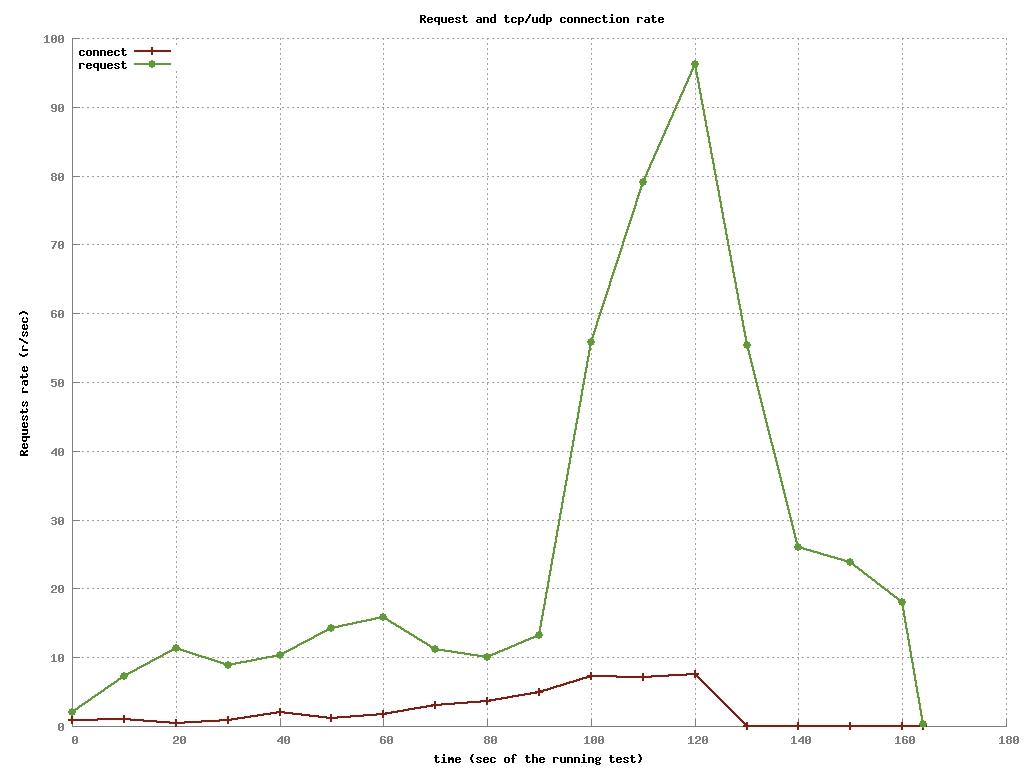 Request and tcp/udp connection rate
connect
request
100
90
80
70
60
50
40
30
20
10
0
Requests rate (r/sec)
0 20 40 60 80 100 120 140 160 180
time (sec of the running test)